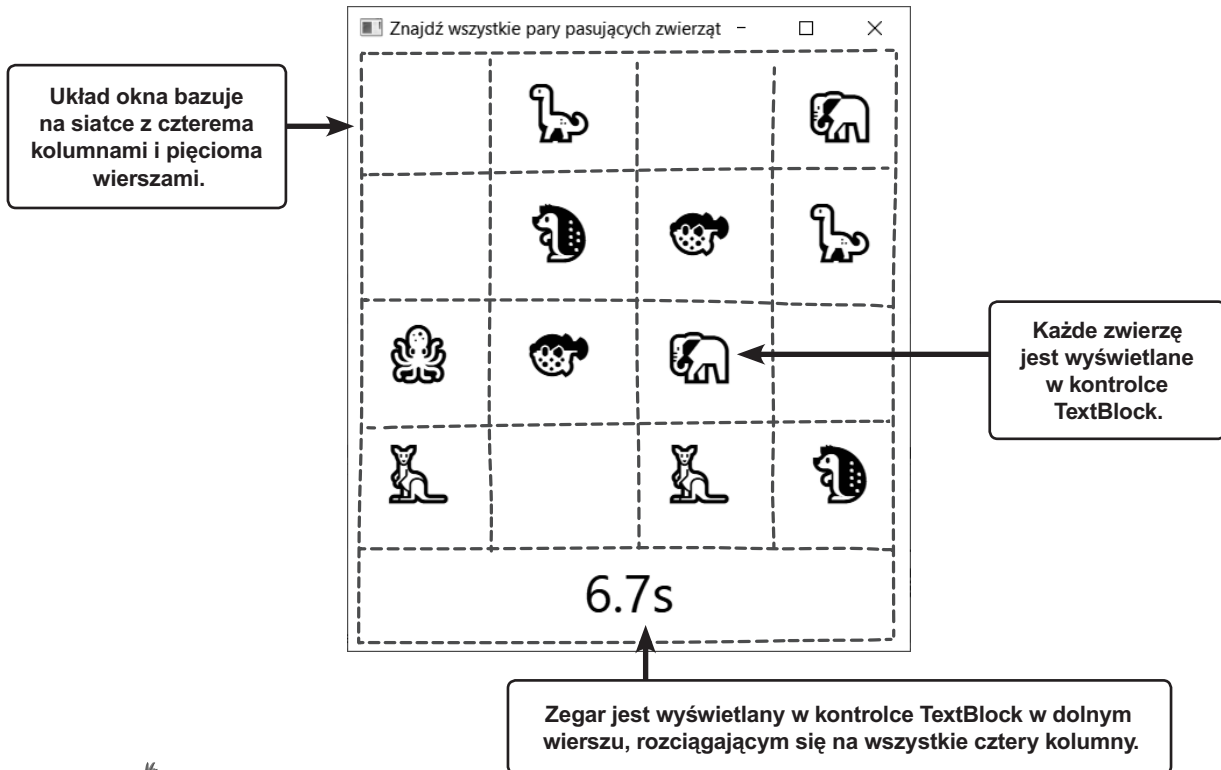 Znajdź wszystkie pary pasujących zwierząt
Układ okna bazuje
na siatce z czterema
kolumnami i pięcioma
wierszami.
Każde zwierzę
jest wyświetlane
w kontrolce
TextBlock.
6.7s
Zegar jest wyświetlany w kontrolce TextBlock w dolnym
wierszu, rozciągającym się na wszystkie cztery kolumny.